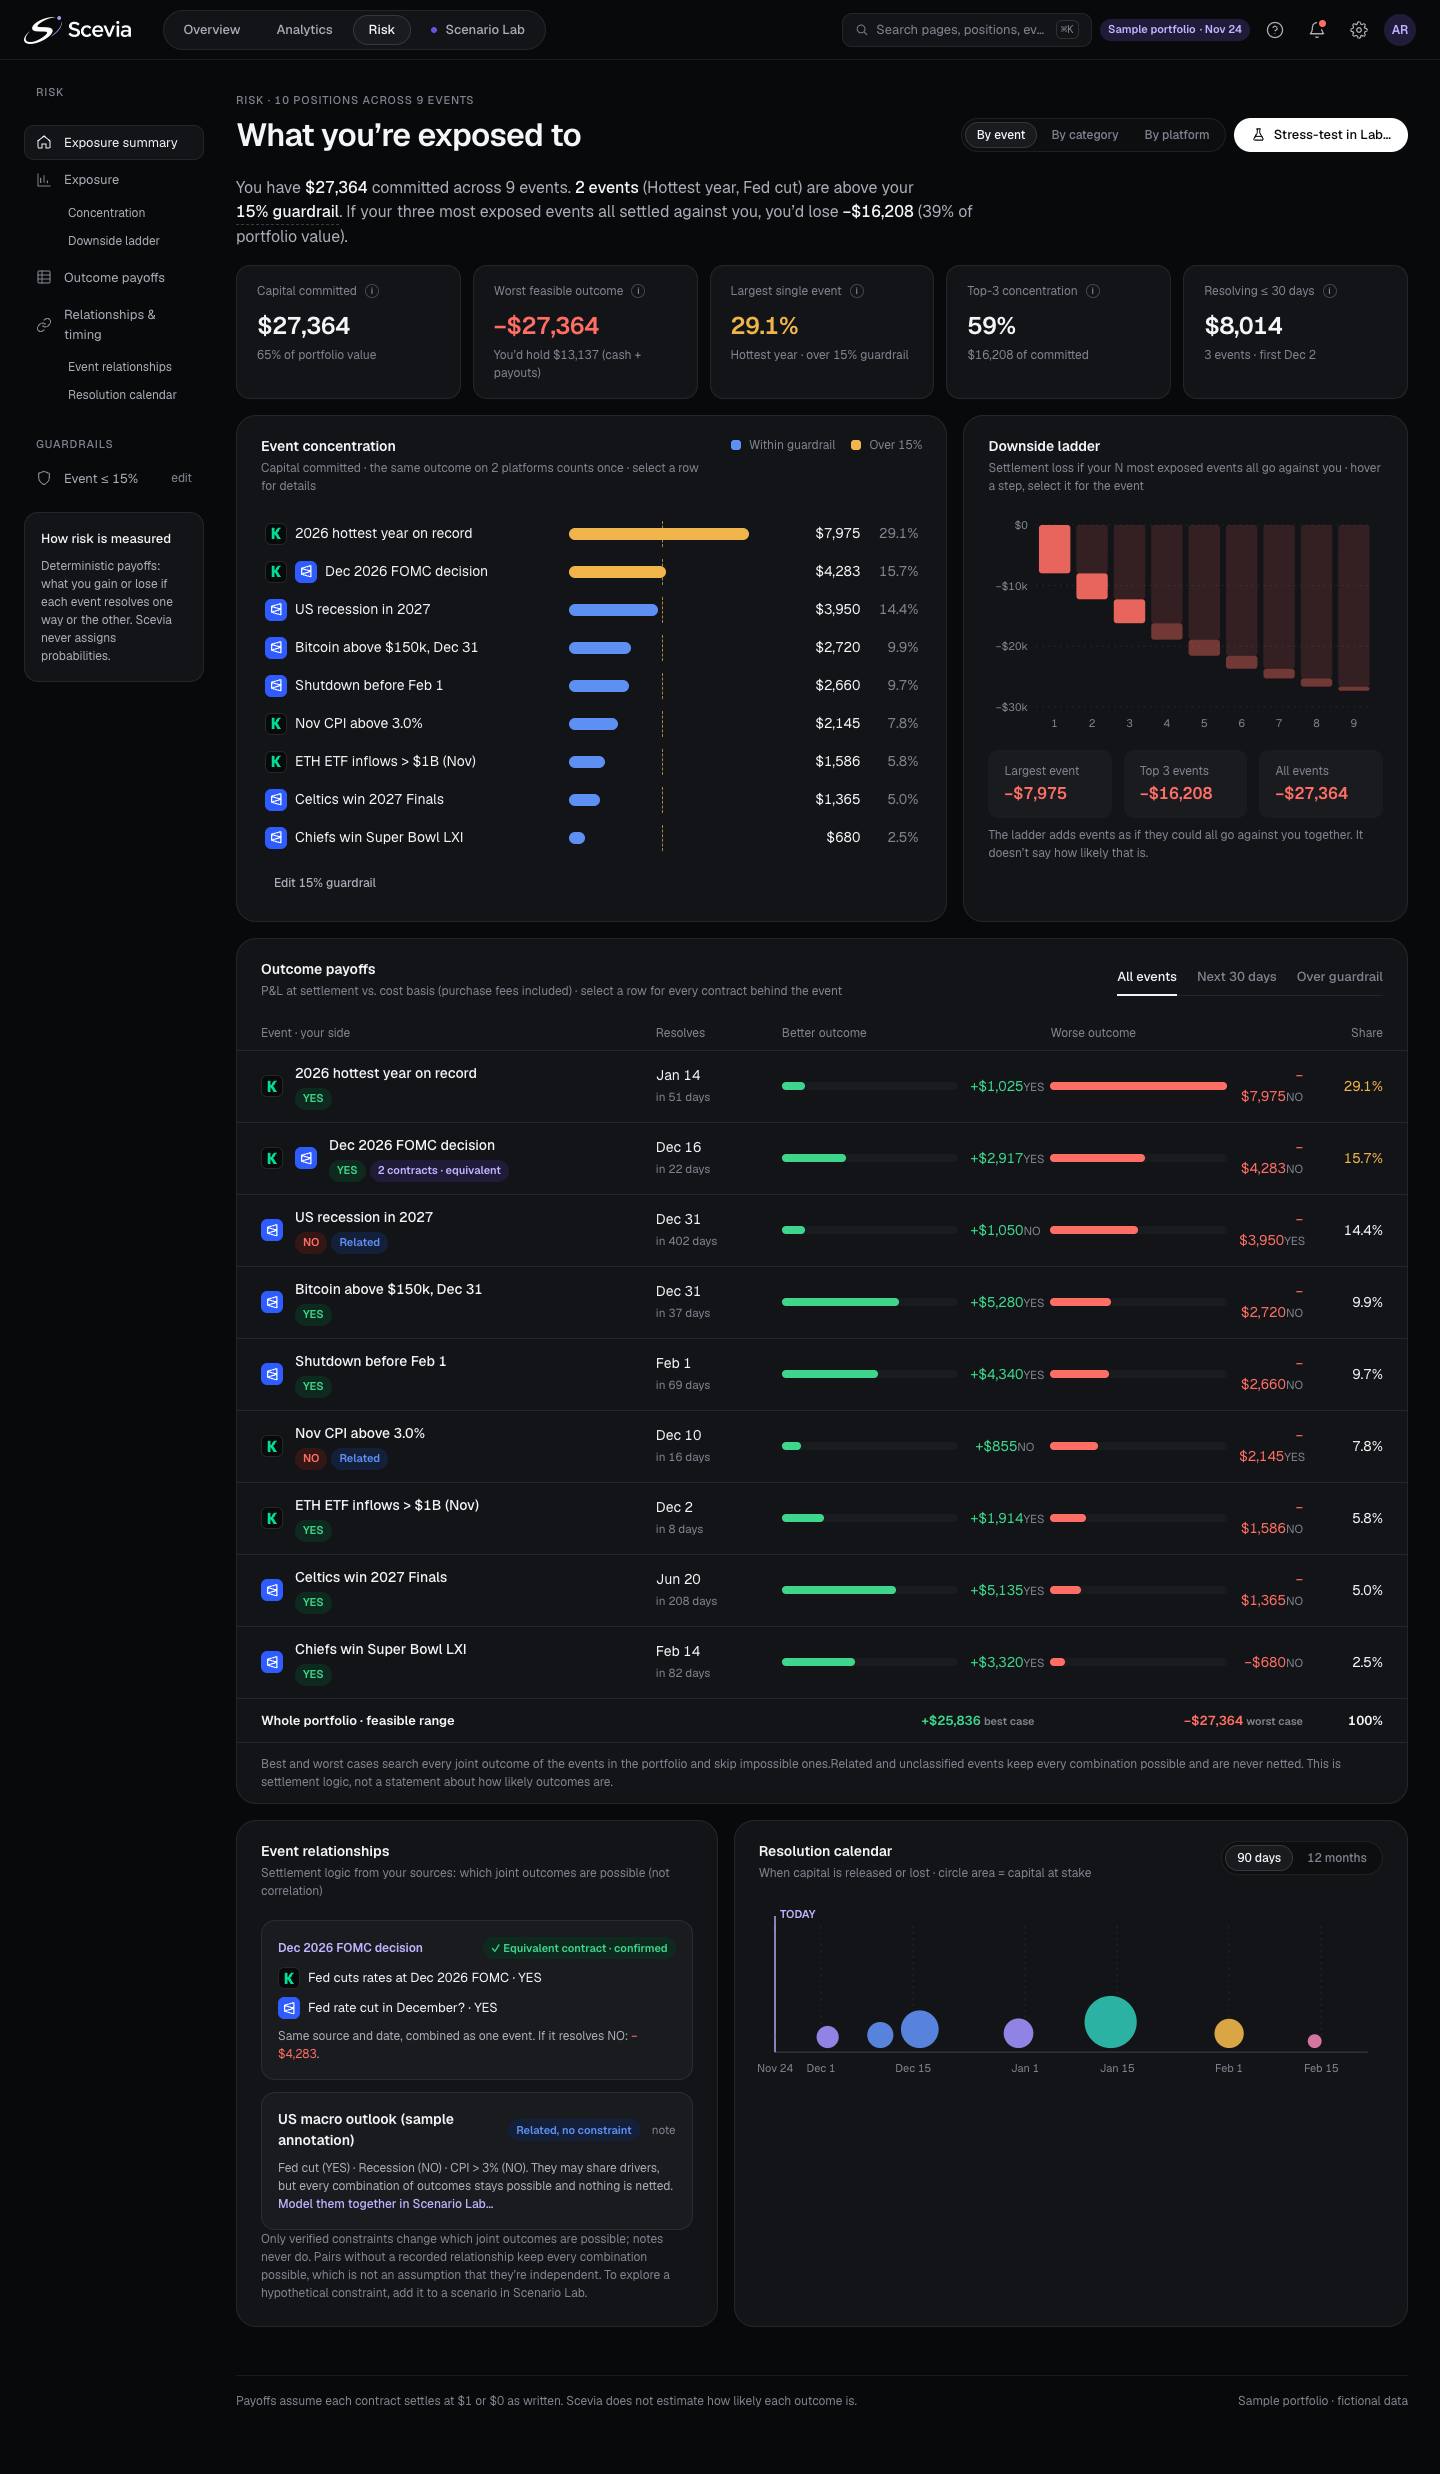 Scevia
Overview
Analytics
Risk
Scenario Lab
Search pages, positions, ev...
⌘K
Sample portfolio · Nov 24
AR
RISK
Exposure summary
Exposure
Concentration
Downside ladder
Outcome payoffs
Relationships &
timing
Event relationships
Resolution calendar
GUARDRAILS
Event ≤ 15% edit
How risk is measured
Deterministic payoffs:
what you gain or lose if
each event resolves one
way or the other. Scevia
never assigns
probabilities.
RISK · 10 POSITIONS ACROSS 9 EVENTS
What you’re exposed to
By event
By category
By platform
Stress-test in Lab...
You have $27,364 committed across 9 events. 2 events (Hottest year, Fed cut) are above your
15% guardrail. If your three most exposed events all settled against you, you’d lose −$16,208 (39% of
portfolio value).
Capital committed
$27,364
65% of portfolio value
Worst feasible outcome
−$27,364
You’d hold $13,137 (cash +
payouts)
Largest single event
29.1%
Hottest year · over 15% guardrail
Top-3 concentration
59%
$16,208 of committed
Resolving ≤ 30 days
$8,014
3 events · first Dec 2
Event concentration
Within guardrail
Over 15%
Capital committed · the same outcome on 2 platforms counts once · select a row
for details
2026 hottest year on record $7,975 29.1%
Dec 2026 FOMC decision $4,283 15.7%
US recession in 2027 $3,950 14.4%
Bitcoin above $150k, Dec 31 $2,720 9.9%
Shutdown before Feb 1 $2,660 9.7%
Nov CPI above 3.0% $2,145 7.8%
ETH ETF inflows > $1B (Nov) $1,586 5.8%
Celtics win 2027 Finals $1,365 5.0%
Chiefs win Super Bowl LXI $680 2.5%
Edit 15% guardrail
Downside ladder
Settlement loss if your N most exposed events all go against you · hover
a step, select it for the event
$0
−$10k
−$20k
−$30k
1 2 3 4 5 6 7 8 9
Largest event
−$7,975
Top 3 events
−$16,208
All events
−$27,364
The ladder adds events as if they could all go against you together. It
doesn’t say how likely that is.
Outcome payoffs
P&L at settlement vs. cost basis (purchase fees included) · select a row for every contract behind the event
All events
Next 30 days
Over guardrail
Event · your side Resolves Better outcome Worse outcome Share
2026 hottest year on record
YES
Jan 14
in 51 days
+$1,025YES
−
$7,975NO
29.1%
Dec 2026 FOMC decision
YES 2 contracts · equivalent
Dec 16
in 22 days
+$2,917YES
−
$4,283NO
15.7%
US recession in 2027
NO Related
Dec 31
in 402 days
+$1,050NO
−
$3,950YES
14.4%
Bitcoin above $150k, Dec 31
YES
Dec 31
in 37 days
+$5,280YES
−
$2,720NO
9.9%
Shutdown before Feb 1
YES
Feb 1
in 69 days
+$4,340YES
−
$2,660NO
9.7%
Nov CPI above 3.0%
NO Related
Dec 10
in 16 days
+$855NO
−
$2,145YES
7.8%
ETH ETF inflows > $1B (Nov)
YES
Dec 2
in 8 days
+$1,914YES
−
$1,586NO
5.8%
Celtics win 2027 Finals
YES
Jun 20
in 208 days
+$5,135YES
−
$1,365NO
5.0%
Chiefs win Super Bowl LXI
YES
Feb 14
in 82 days
+$3,320YES
−$680NO
2.5%
Whole portfolio · feasible range +$25,836 best case −$27,364 worst case 100%
Best and worst cases search every joint outcome of the events in the portfolio and skip impossible ones.Related and unclassified events keep every combination possible and are never netted. This is
settlement logic, not a statement about how likely outcomes are.
Event relationships
Settlement logic from your sources: which joint outcomes are possible (not
correlation)
Dec 2026 FOMC decision ✓ Equivalent contract · confirmed
Fed cuts rates at Dec 2026 FOMC · YES
Fed rate cut in December? · YES
Same source and date, combined as one event. If it resolves NO: −
$4,283.
US macro outlook (sample
annotation)
Related, no constraint note
Fed cut (YES) · Recession (NO) · CPI > 3% (NO). They may share drivers,
but every combination of outcomes stays possible and nothing is netted.
Model them together in Scenario Lab...
Only verified constraints change which joint outcomes are possible; notes
never do. Pairs without a recorded relationship keep every combination
possible, which is not an assumption that they’re independent. To explore a
hypothetical constraint, add it to a scenario in Scenario Lab.
Resolution calendar
When capital is released or lost · circle area = capital at stake
90 days
12 months
TODAY
Nov 24 Dec 1 Dec 15 Jan 1 Jan 15 Feb 1 Feb 15
Payoffs assume each contract settles at $1 or $0 as written. Scevia does not estimate how likely each outcome is.
Sample portfolio · fictional data